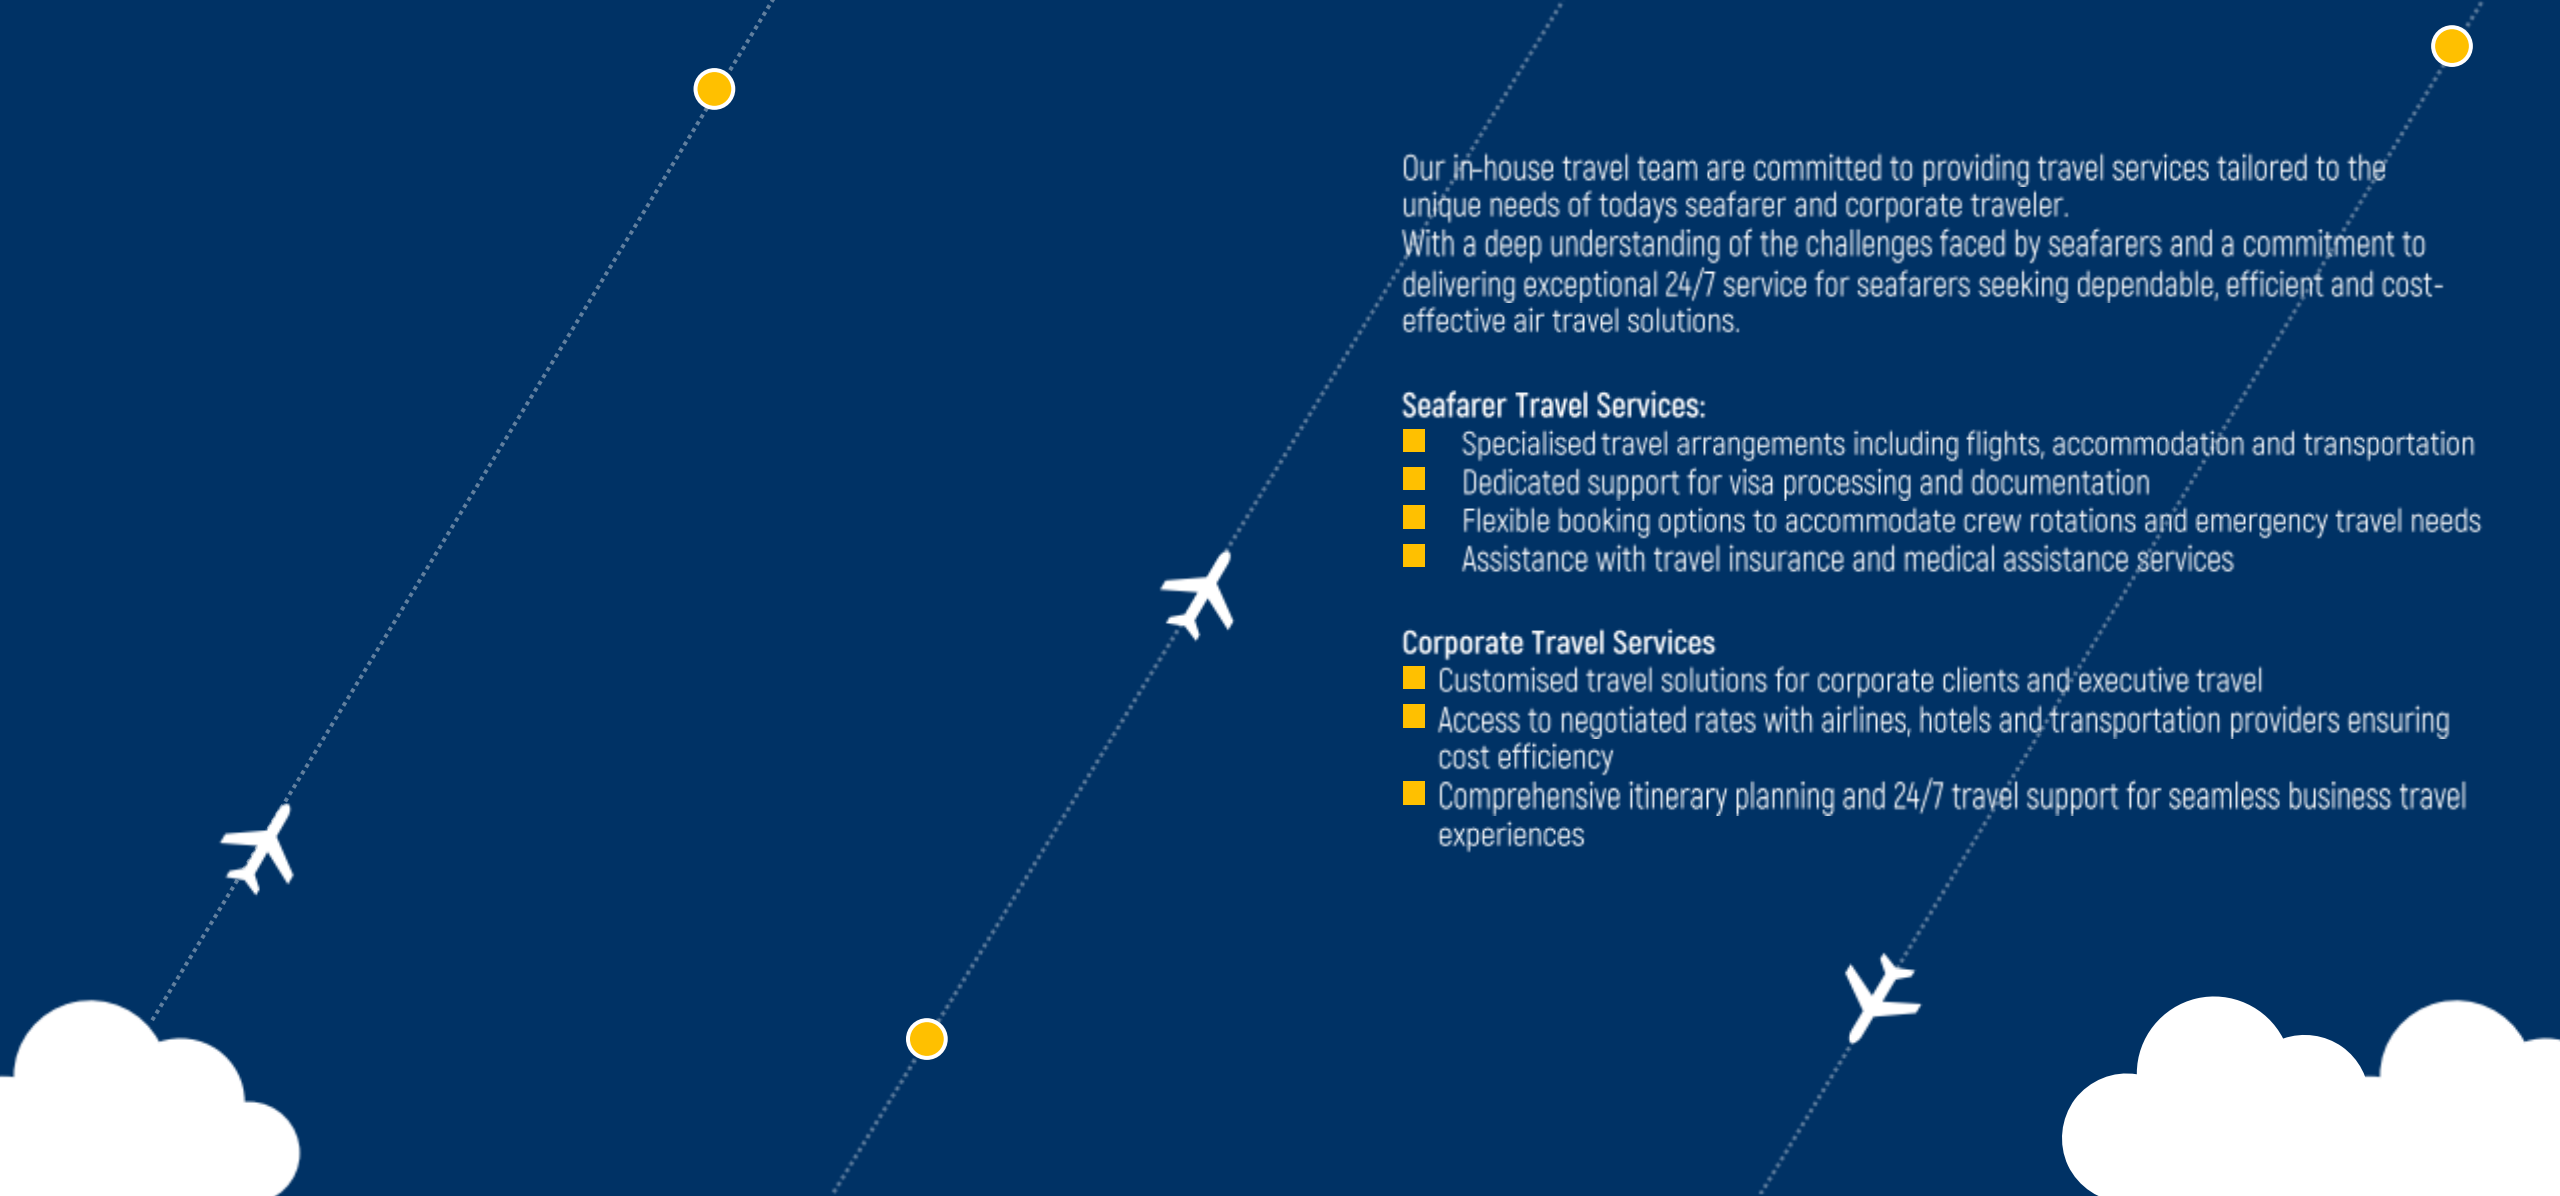 Our in-house travel team are committed to providing travel services tailored to the
unique needs of todays seafarer and corporate traveler.
With a deep understanding of the challenges faced by seafarers and a commitment to
delivering exceptional 24/7 service for seafarers seeking dependable, efficient and cost-
effective air travel solutions.
Seafarer Travel Services:
Specialised travel arrangements including flights, accommodation and transportation
Dedicated support for visa processing and documentation
Flexible booking options to accommodate crew rotations and emergency travel needs
Assistance with travel insurance and medical assistance services
Corporate Travel Services
Customised travel solutions for corporate clients and executive travel
Access to negotiated rates with airlines, hotels and transportation providers ensuring
cost efficiency
Comprehensive itinerary planning and 24/7 travel support for seamless business travel
experiences